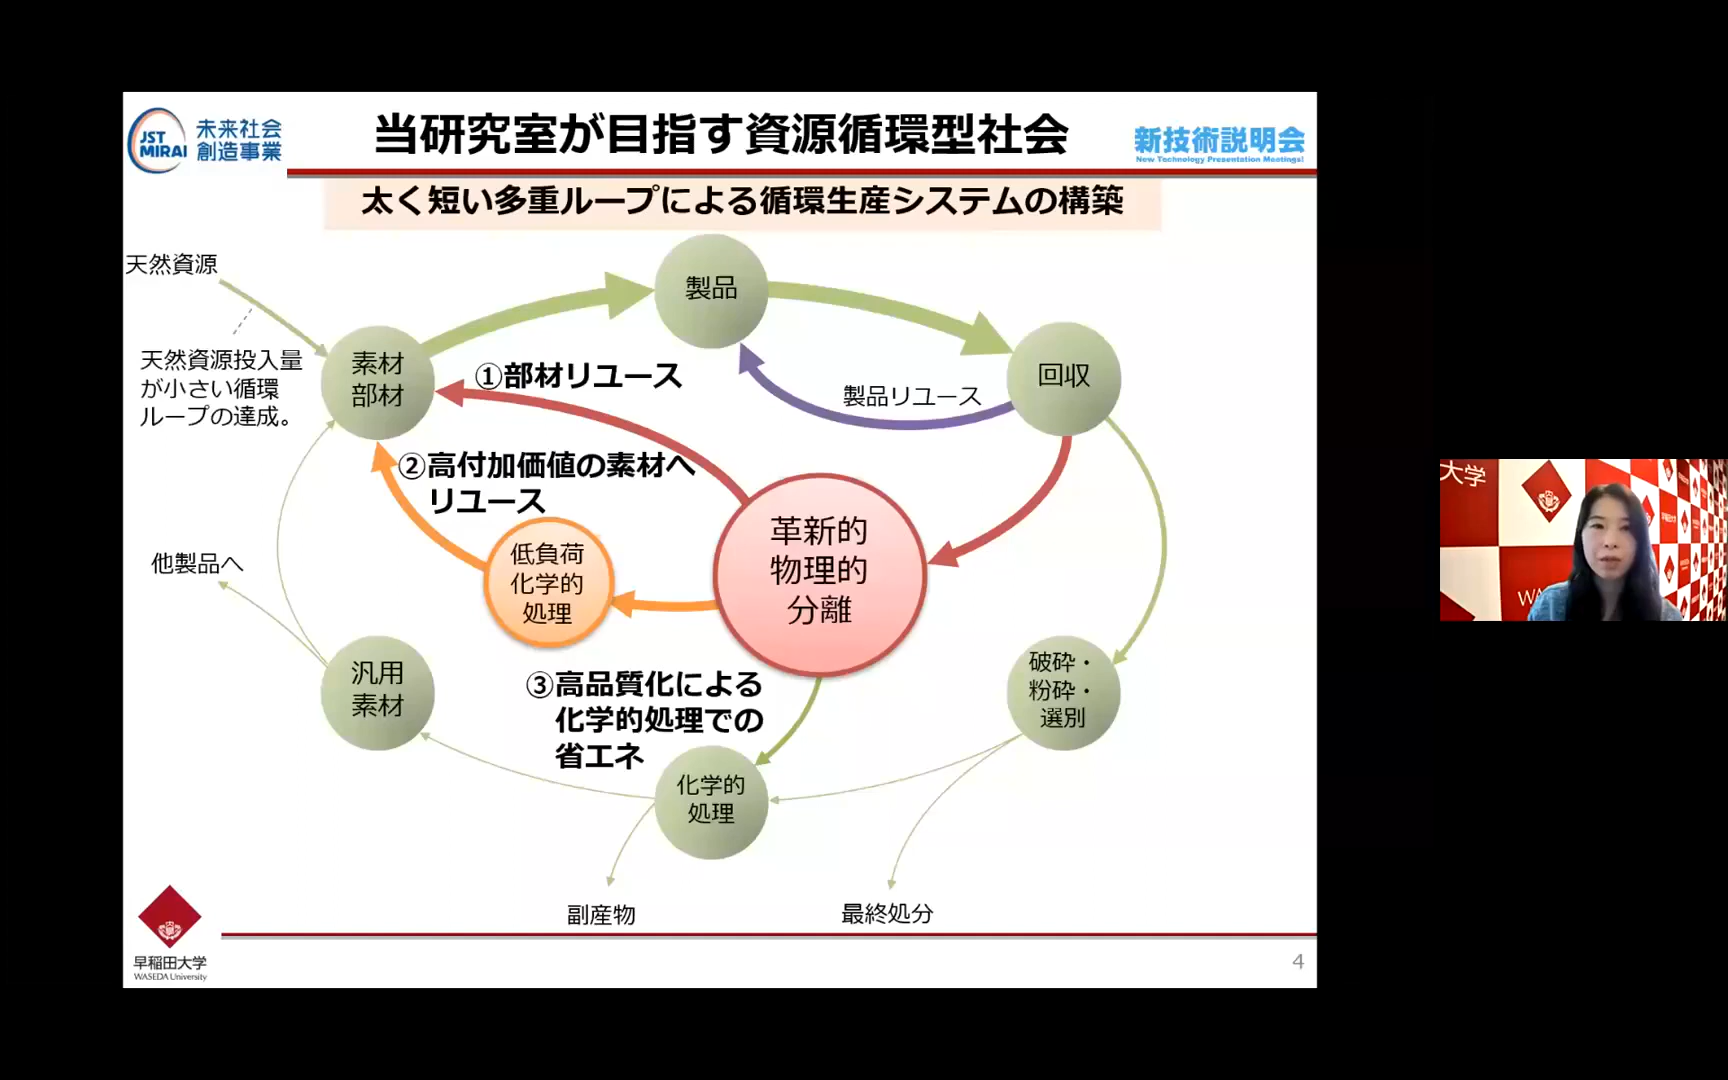 JST
MIRAI
未来社会
創造事業
当研究室が目指す資源循環型社会
新技術説明会
New Technology Presentation Meetings!
太く短い多重ループによる循環生産システムの構築
天然資源
製品
天然資源投入量
が小さい循環
ループの達成。
素材
部材
①部材リユース
製品リユース
回収
②高付加価値の素材へ
リユース
革新的
物理的
分離
低負荷
化学的
処理
他製品へ
汎用
素材
③高品質化による
化学的処理での
省エネ
破砕・
粉砕・
選別
化学的
処理
副産物
最終処分
早稲田大学
WASEDA University
4
大学